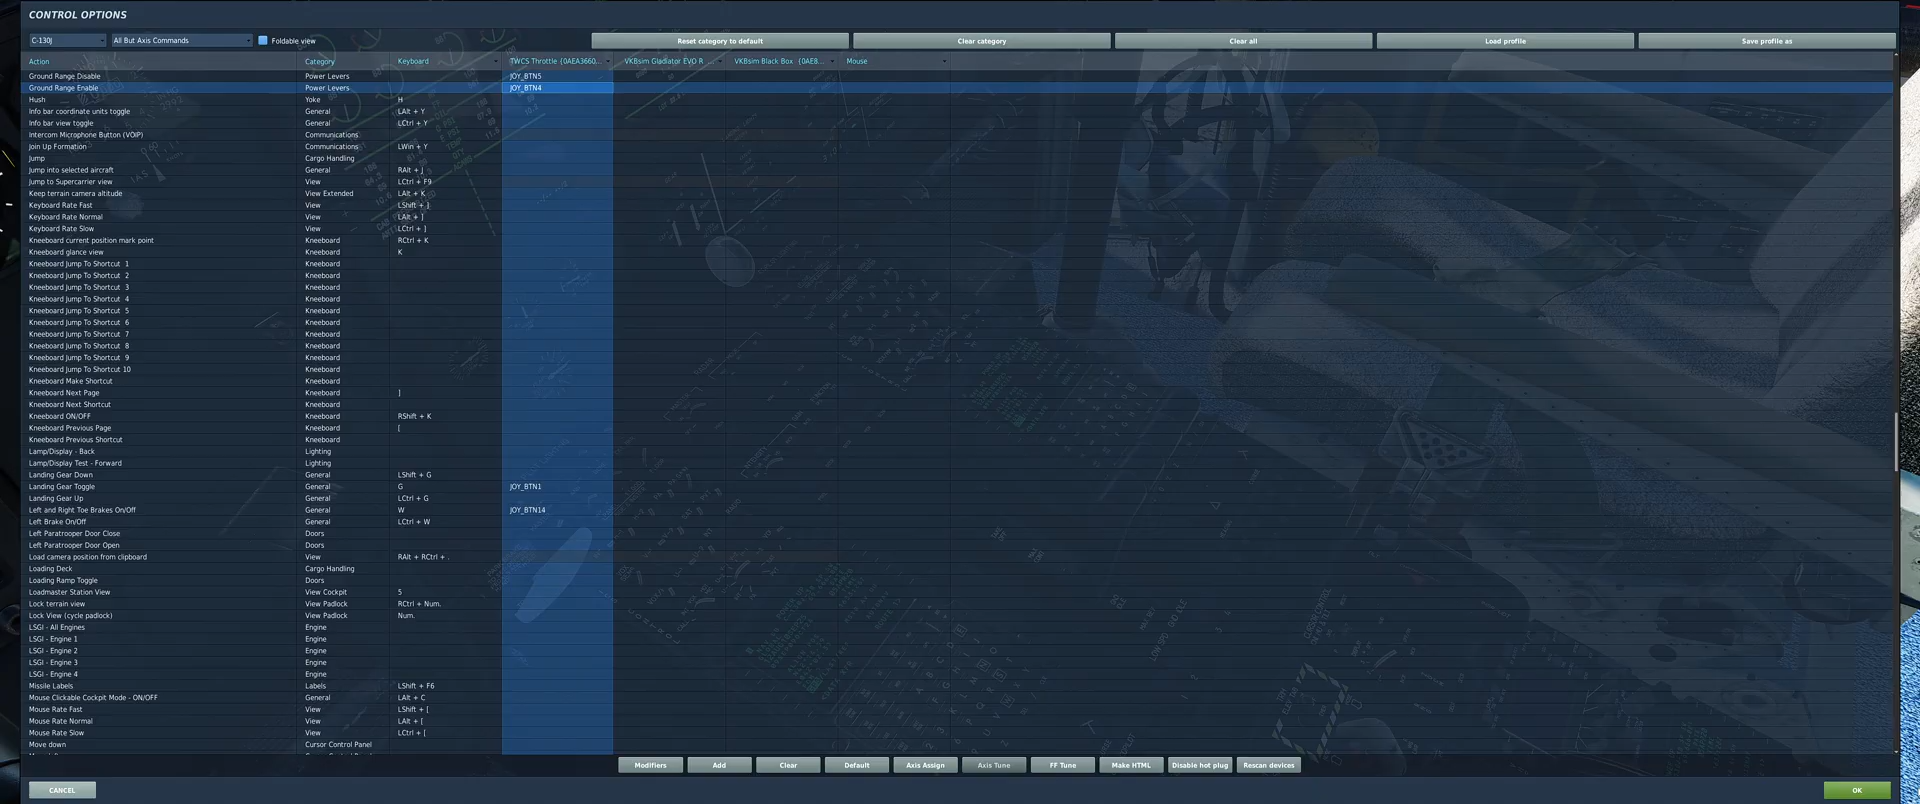 CONTROL OPTIONS
C-130J All But Axis Commands Foldable view Reset category to default Clear category Clear all Load profile Save profile as
Action Category Keyboard TWCS Throttle {0AEA3660... VKBsim Gladiator EVO R ... VKBsim Black Box {0AE8... Mouse
Ground Range Disable Power Levers JOY_BTN5
Ground Range Enable Power Levers JOY_BTN4
Hush Yoke H
Info bar coordinate units toggle General LAlt + Y
Info bar view toggle General LCtrl + Y
Intercom Microphone Button (VOIP) Communications
Join Up Formation Communications LWin + Y
Jump Cargo Handling
Jump into selected aircraft General RAlt + J
Jump to Supercarrier view View LCtrl + F9
Keep terrain camera altitude View Extended LAlt + K
Keyboard Rate Fast View LShift + ]
Keyboard Rate Normal View LAlt + ]
Keyboard Rate Slow View LCtrl + ]
Kneeboard current position mark point Kneeboard RCtrl + K
Kneeboard glance view Kneeboard K
Kneeboard Jump To Shortcut 1 Kneeboard
Kneeboard Jump To Shortcut 2 Kneeboard
Kneeboard Jump To Shortcut 3 Kneeboard
Kneeboard Jump To Shortcut 4 Kneeboard
Kneeboard Jump To Shortcut 5 Kneeboard
Kneeboard Jump To Shortcut 6 Kneeboard
Kneeboard Jump To Shortcut 7 Kneeboard
Kneeboard Jump To Shortcut 8 Kneeboard
Kneeboard Jump To Shortcut 9 Kneeboard
Kneeboard Jump To Shortcut 10 Kneeboard
Kneeboard Make Shortcut Kneeboard
Kneeboard Next Page Kneeboard ]
Kneeboard Next Shortcut Kneeboard
Kneeboard ON/OFF Kneeboard RShift + K
Kneeboard Previous Page Kneeboard [
Kneeboard Previous Shortcut Kneeboard
Lamp/Display - Back Lighting
Lamp/Display Test - Forward Lighting
Landing Gear Down General LShift + G
Landing Gear Toggle General G JOY_BTN1
Landing Gear Up General LCtrl + G
Left and Right Toe Brakes On/Off General W JOY_BTN14
Left Brake On/Off General LCtrl + W
Left Paratrooper Door Close Doors
Left Paratrooper Door Open Doors
Load camera position from clipboard View RAlt + RCtrl + .
Loading Deck Cargo Handling
Loading Ramp Toggle Doors
Loadmaster Station View View Cockpit 5
Lock terrain view View Padlock RCtrl + Num.
Lock View (cycle padlock) View Padlock Num.
LSGI - All Engines Engine
LSGI - Engine 1 Engine
LSGI - Engine 2 Engine
LSGI - Engine 3 Engine
LSGI - Engine 4 Engine
Missile Labels Labels LShift + F6
Mouse Clickable Cockpit Mode - ON/OFF General LAlt + C
Mouse Rate Fast View LShift + [
Mouse Rate Normal View LAlt + [
Mouse Rate Slow View LCtrl + [
Move down Cursor Control Panel
Modifiers Add Clear Default Axis Assign Axis Tune FF Tune Make HTML Disable hot plug Rescan devices
CANCEL OK